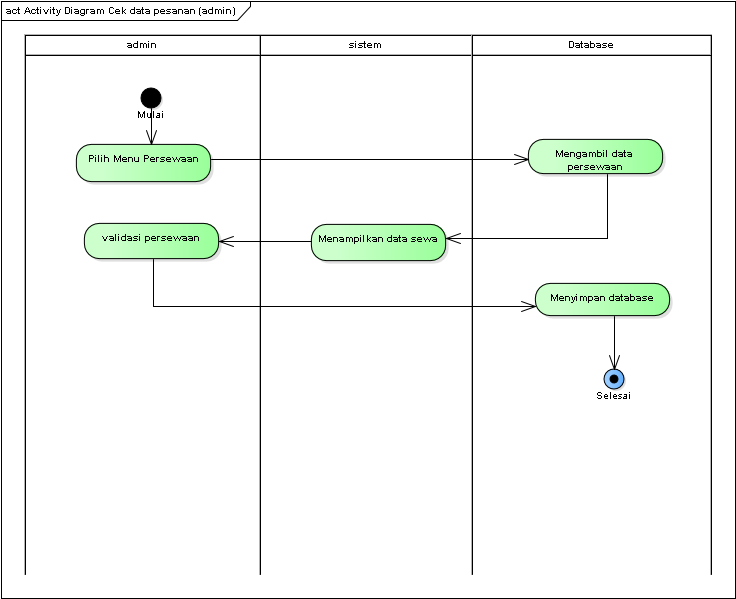 act Activity Diagram Cek data pesanan (admin)
admin
sistem
Database
Mulai
Pilih Menu Persewaan
Mengambil data
persewaan
validasi persewaan
Menampilkan data sewa
Menyimpan database
Selesai